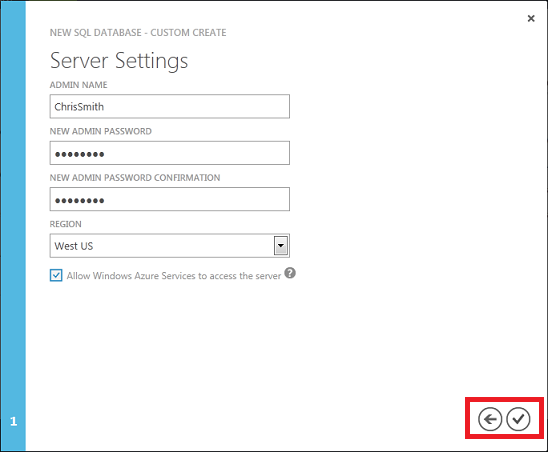 NEW SQL DATABASE - CUSTOM CREATE
Server Settings
ADMIN NAME
ChrisSmith
NEW ADMIN PASSWORD
●●●●●●●●
NEW ADMIN PASSWORD CONFIRMATION
●●●●●●●●
REGION
West US
Allow Windows Azure Services to access the server ?
1